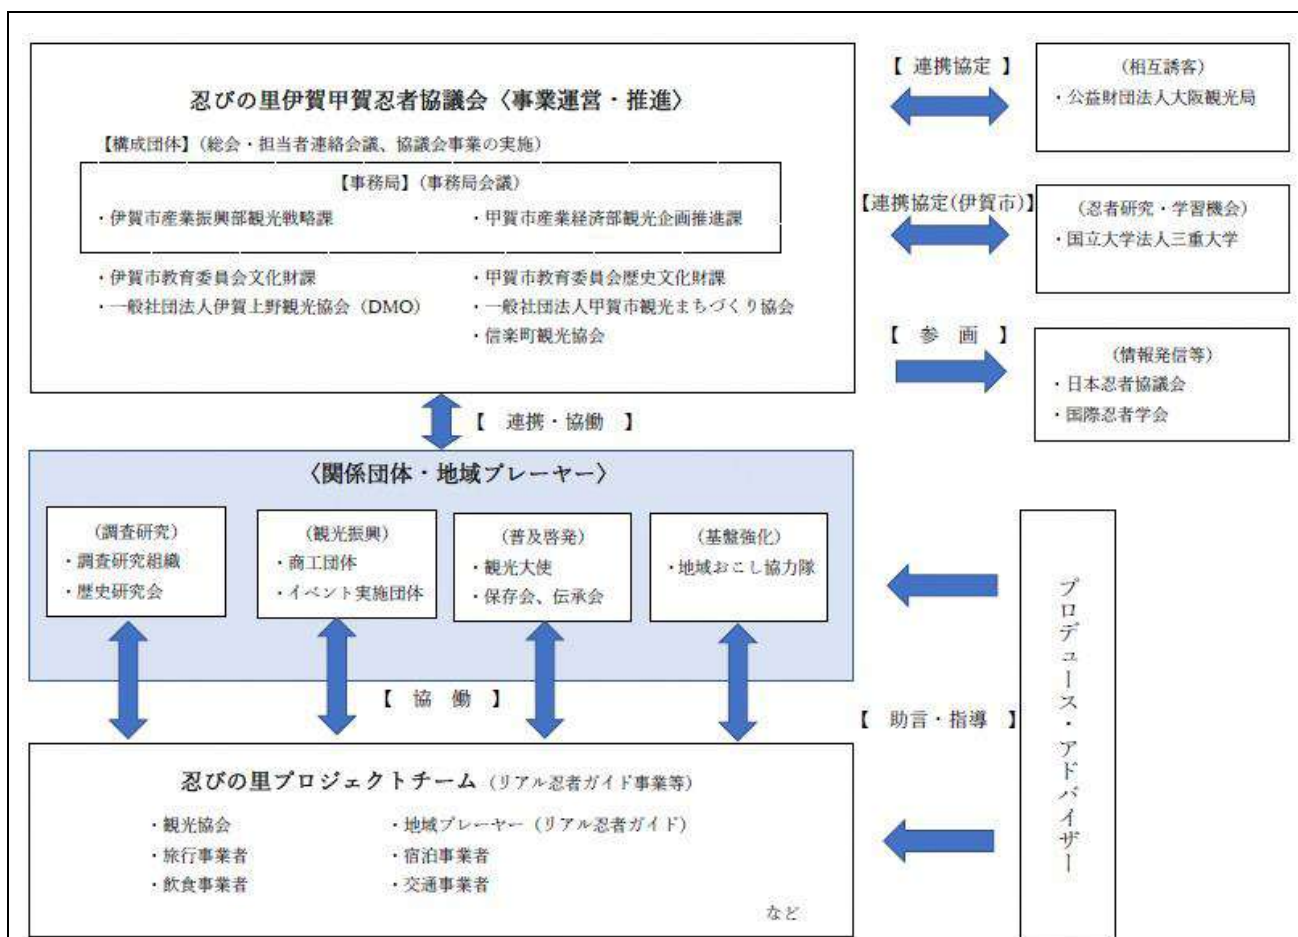 忍びの里伊賀甲賀忍者協議会〈事業運営・推進〉
【構成団体】（総会・担当者連絡会議、協議会事業の実施）
【事務局】（事務局会議）
・伊賀市産業振興部観光戦略課
・甲賀市産業経済部観光企画推進課
・伊賀市教育委員会文化財課
・甲賀市教育委員会歴史文化財課
・一般社団法人伊賀上野観光協会（DMO）
・一般社団法人甲賀市観光まちづくり協会
・信楽町観光協会
【 連携協定 】
（相互誘客）
・公益財団法人大阪観光局
【連携協定(伊賀市)】
（忍者研究・学習機会）
・国立大学法人三重大学
【 参 画 】
（情報発信等）
・日本忍者協議会
・国際忍者学会
【 連携・協働 】
〈関係団体・地域プレーヤー〉
（調査研究）
・調査研究組織
・歴史研究会
（観光振興）
・商工団体
・イベント実施団体
（普及啓発）
・観光大使
・保存会、伝承会
（基盤強化）
・地域おこし協力隊
【 協 働 】
【 助言・指導 】
プロデュース・アドバイザー
忍びの里プロジェクトチーム（リアル忍者ガイド事業等）
・観光協会
・地域プレーヤー（リアル忍者ガイド）
・旅行事業者
・宿泊事業者
・飲食事業者
・交通事業者
など